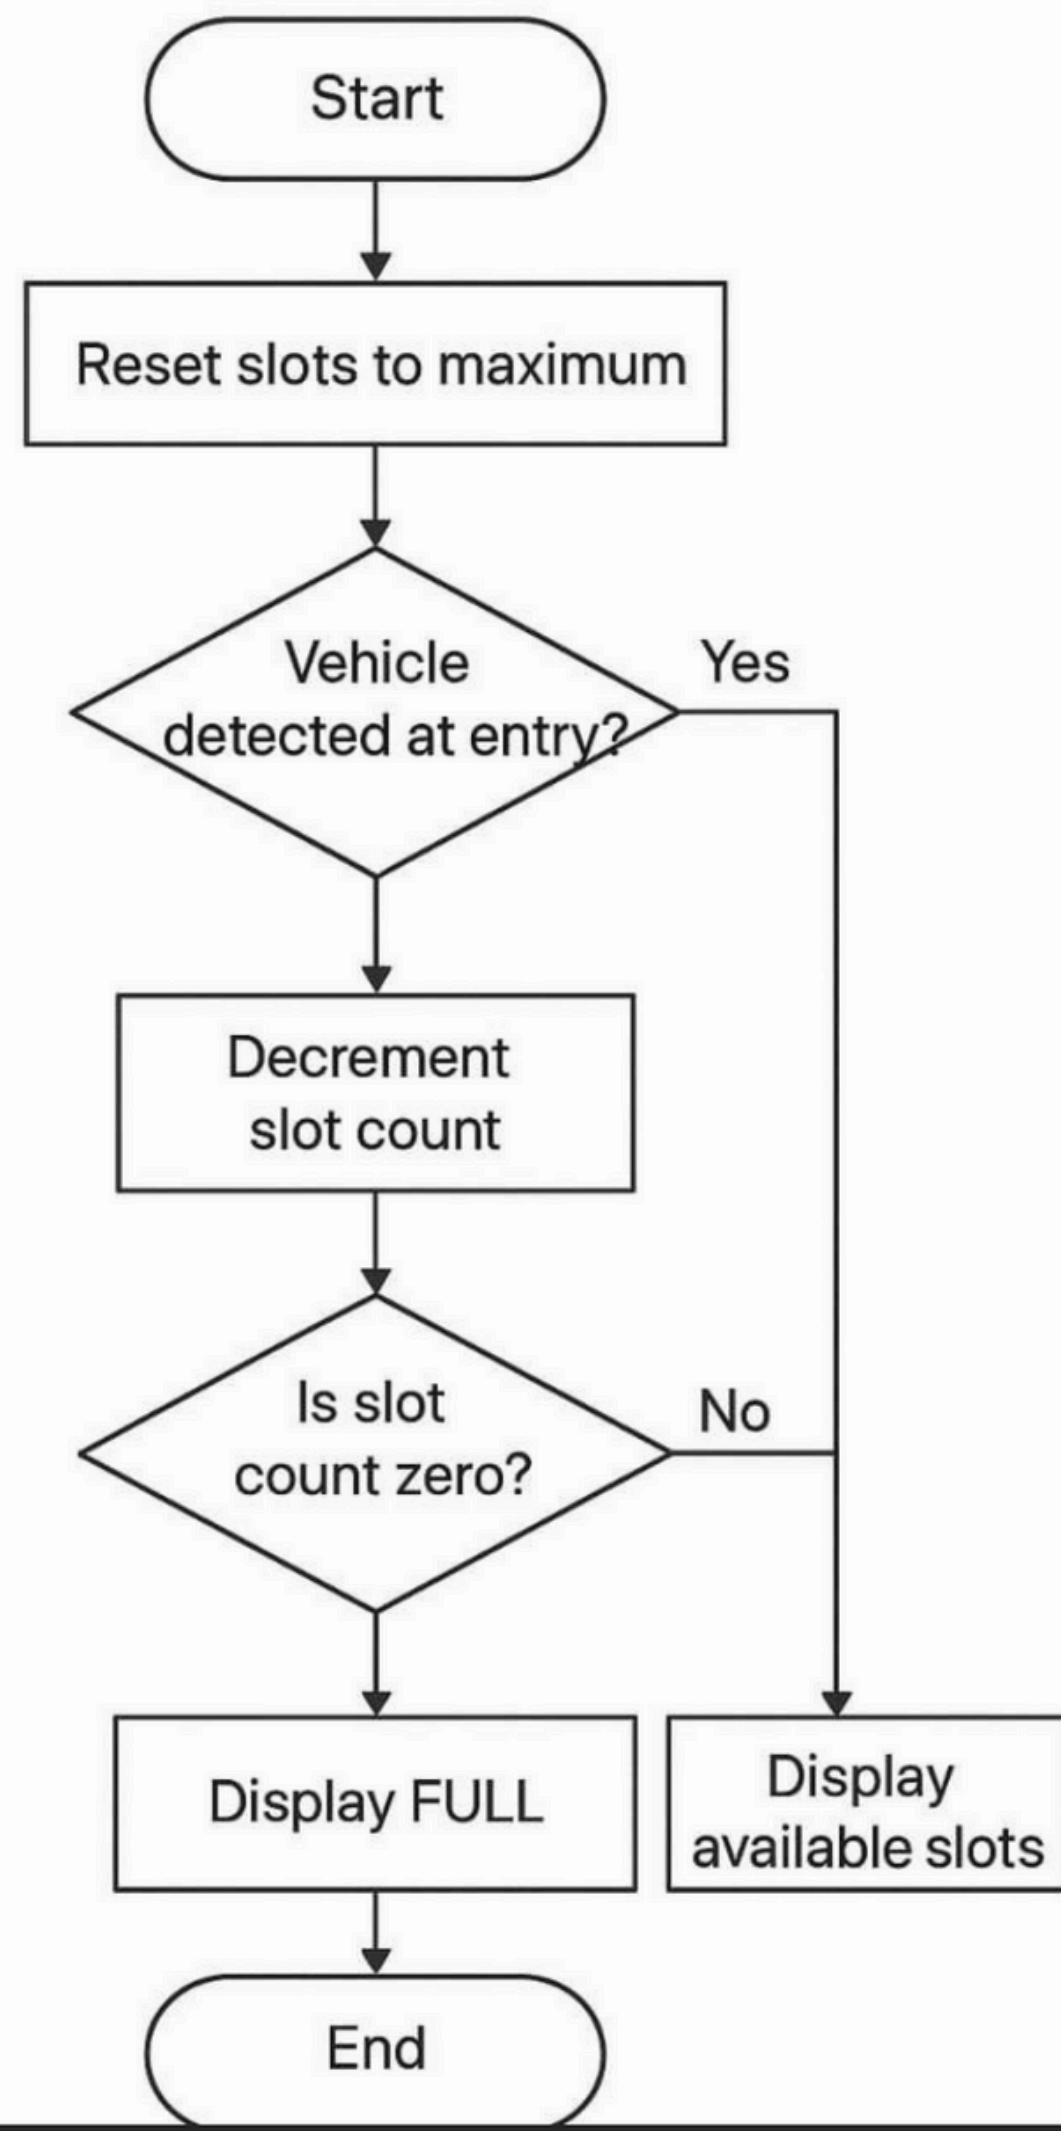 Start
Reset slots to maximum
Vehicle
detected at entry?
Yes
Decrement
slot count
Is slot
count zero?
No
Display FULL
Display
available slots
End